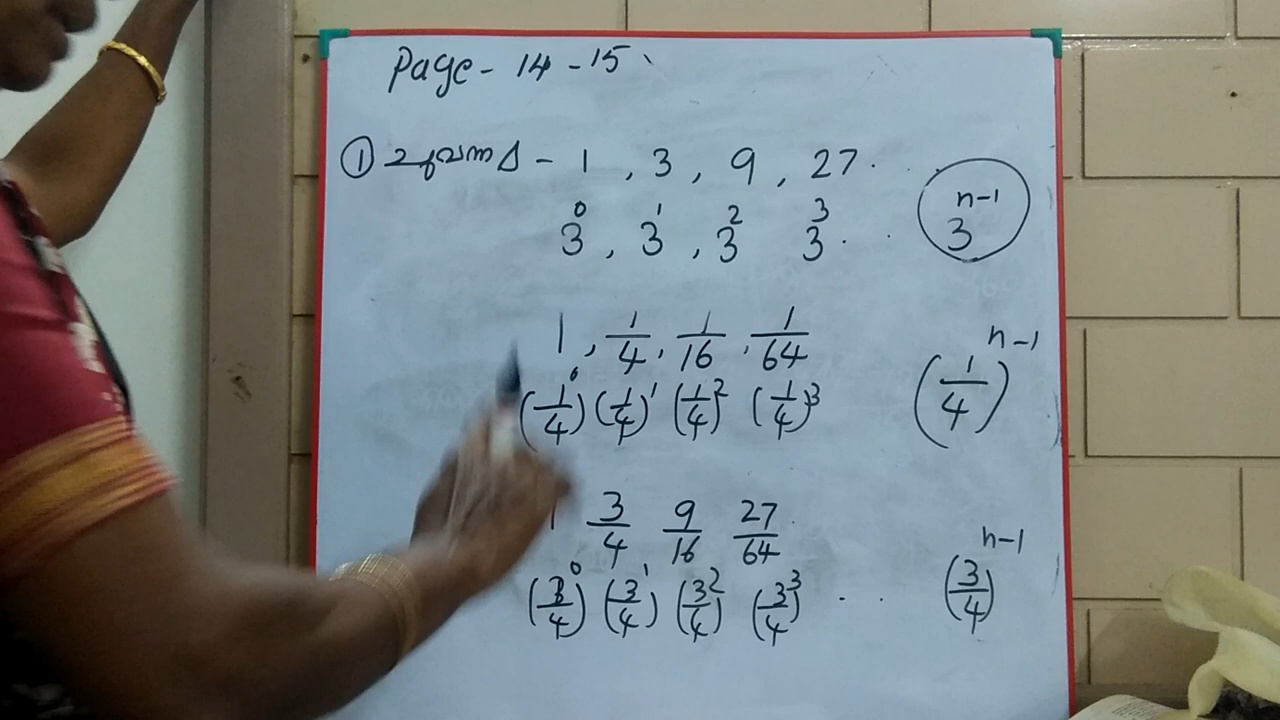 Page - 14 - 15
① - 1 , 3 , 9 , 27 . .
3⁰ , 3¹ , 3² 3³ . . 3ⁿ⁻¹
1 , 1/4 , 1/16 , 1/64
(1/4)⁰ (1/4)¹ (1/4)² (1/4)³ (1/4)ⁿ⁻¹
1 3/4 9/16 27/64
(3/4)⁰ (3/4)¹ (3/4)² (3/4)³ . . (3/4)ⁿ⁻¹